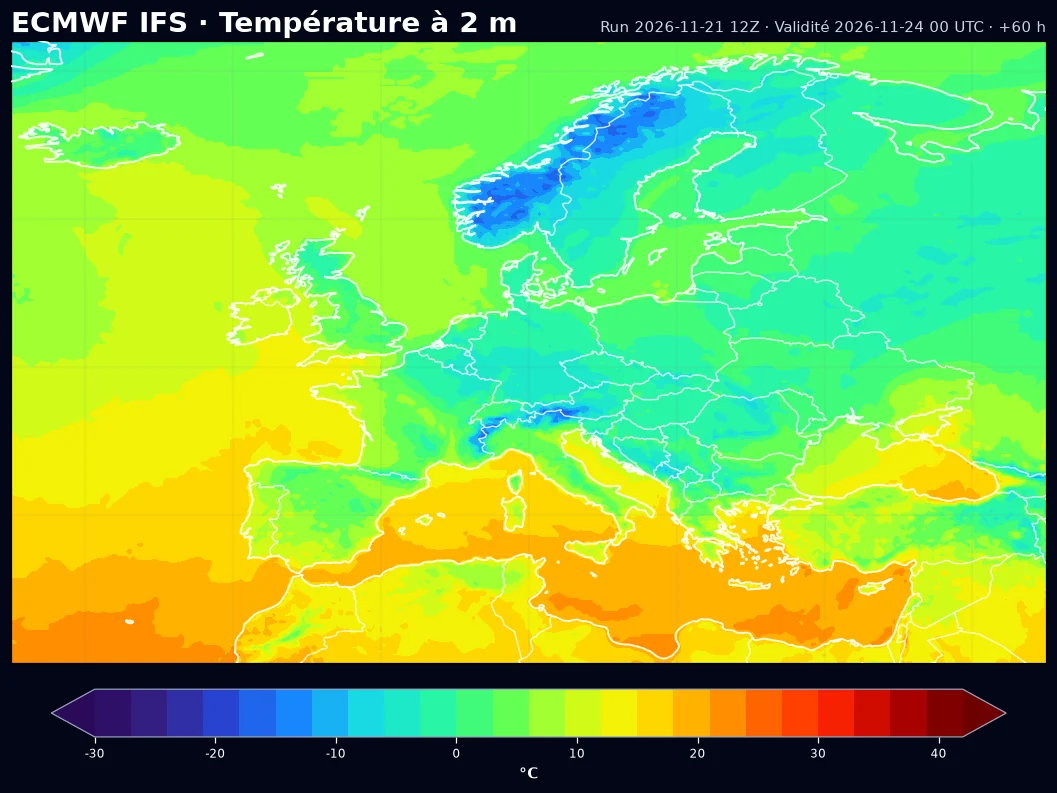 ECMWF IFS · Température à 2 m
Run 2026-11-21 12Z · Validité 2026-11-24 00 UTC · +60 h
-30 -20 -10 0 10 20 30 40
°C